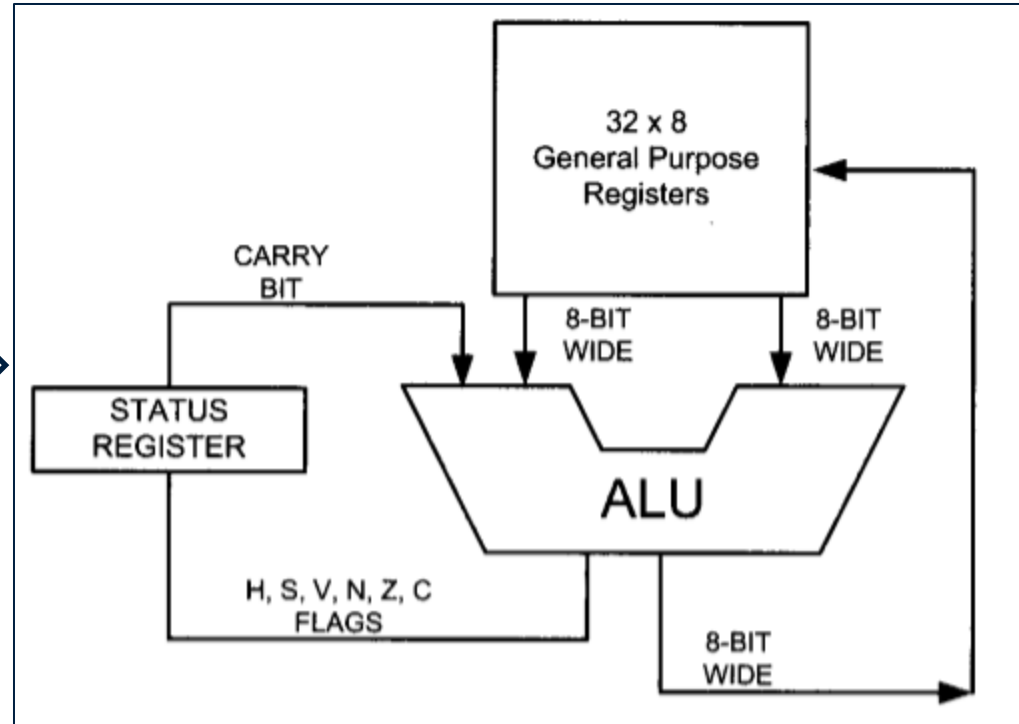 32 x 8
General Purpose
Registers
CARRY
BIT
8-BIT
WIDE
8-BIT
WIDE
STATUS
REGISTER
ALU
H, S, V, N, Z, C
FLAGS
8-BIT
WIDE